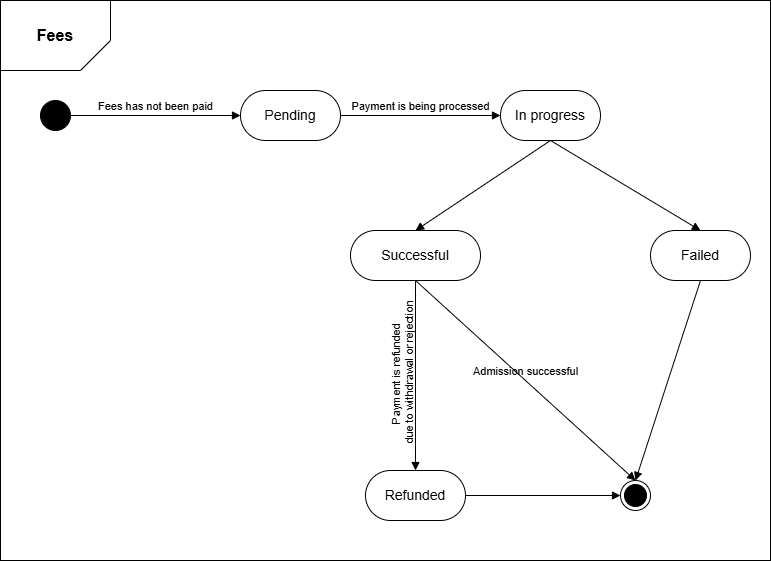 Fees
Fees has not been paid
Pending
Payment is being processed
In progress
Successful
Failed
Payment is refunded
due to withdrawal or rejection
Admission successful
Refunded